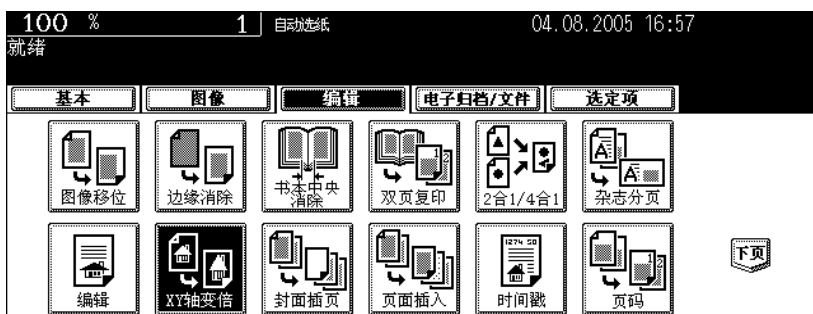 100 % 1 自动选纸 04.08.2005 16:57
就绪
基本 图像 编辑 电子归档/文件 选定项
图像移位 边缘消除 书本中央消除 双页复印 2合1/4合1 杂志分页
编辑 XY轴变倍 封面插页 页面插入 时间戳 页码 下页